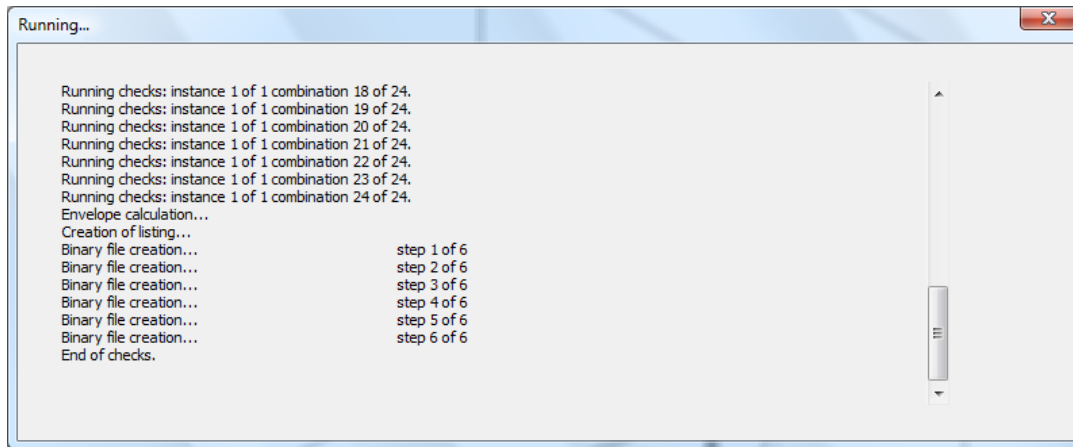 Running...
Running checks: instance 1 of 1 combination 18 of 24.
Running checks: instance 1 of 1 combination 19 of 24.
Running checks: instance 1 of 1 combination 20 of 24.
Running checks: instance 1 of 1 combination 21 of 24.
Running checks: instance 1 of 1 combination 22 of 24.
Running checks: instance 1 of 1 combination 23 of 24.
Running checks: instance 1 of 1 combination 24 of 24.
Envelope calculation...
Creation of listing...
Binary file creation... step 1 of 6
Binary file creation... step 2 of 6
Binary file creation... step 3 of 6
Binary file creation... step 4 of 6
Binary file creation... step 5 of 6
Binary file creation... step 6 of 6
End of checks.